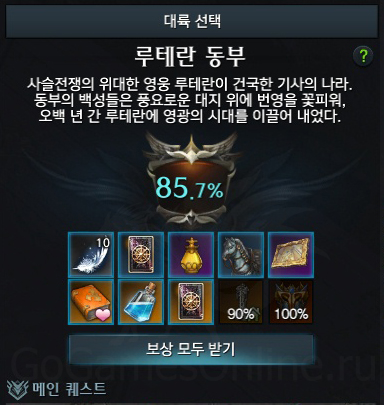 대륙 선택
루테란 동부
?
사슬전쟁의 위대한 영웅 루테란이 건국한 기사의 나라.
동부의 백성들은 풍요로운 대지 위에 번영을 꽃피워,
오백 년 간 루테란에 영광의 시대를 이끌어 내었다.
85.7%
10
90%
100%
보상 모두 받기
GoGamesOnline.ru
메인 퀘스트